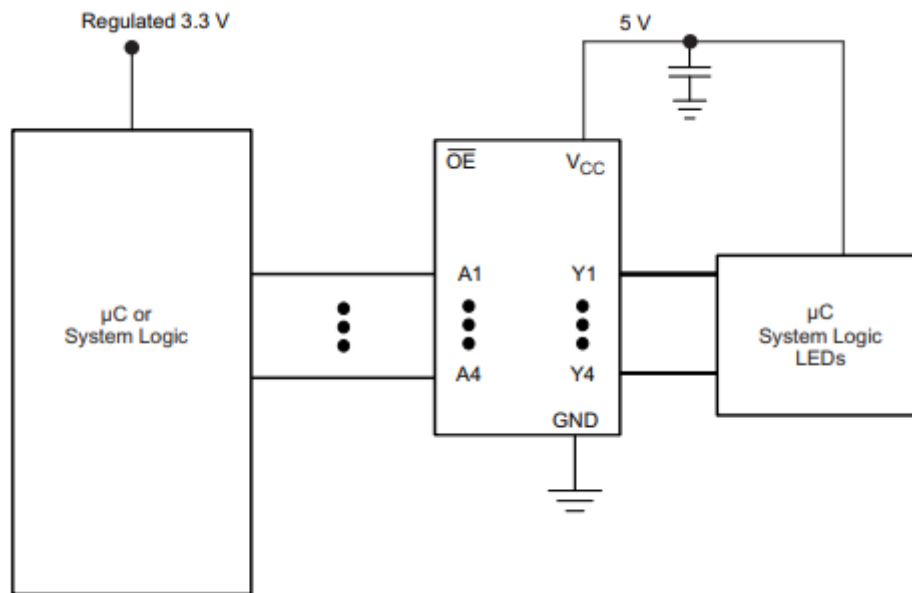 Regulated 3.3 V
5 V
OE
VCC
A1
Y1
µC or
System Logic
µC
System Logic
LEDs
A4
Y4
GND